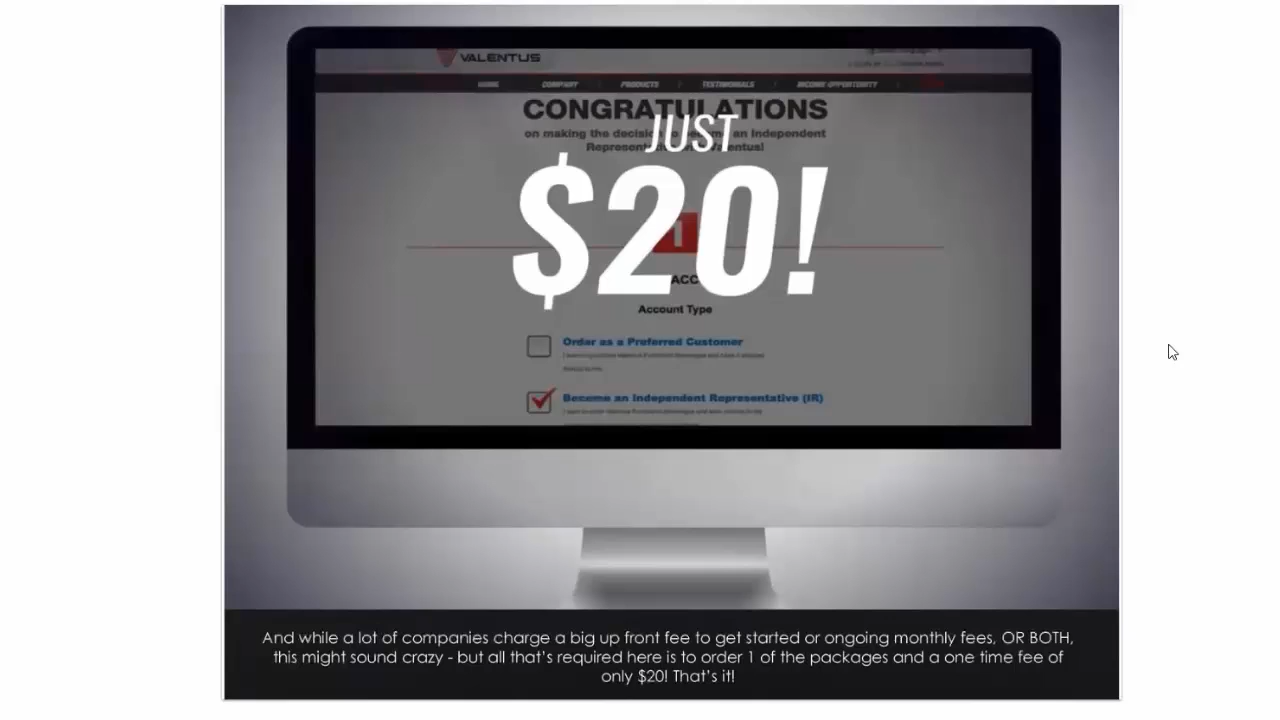 VALENTUS
HOME COMPANY PRODUCTS TESTIMONIALS INCOME OPPORTUNITY
CONGRATULATIONS
on making the decision to become an Independent
Valentus!
JUST
$20!
1
Account Type
Order as a Preferred Customer
Become an Independent Representative (IR)
And while a lot of companies charge a big up front fee to get started or ongoing monthly fees, OR BOTH,
this might sound crazy - but all that's required here is to order 1 of the packages and a one time fee of
only $20! That's it!